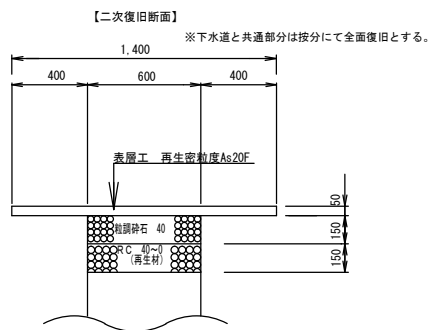 【二次復旧断面】
※下水道と共通部分は按分にて全面復旧とする。
1,400
400 600 400
表層工 再生密粒度As20F
50
粒調砕石 40
150
RC 40~0
(再生材)
150